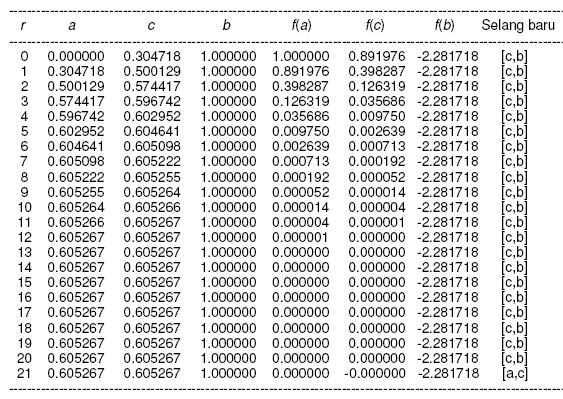 r a c b f(a) f(c) f(b) Selang baru
0 0.000000 0.304718 1.000000 1.000000 0.891976 -2.281718 [c,b]
1 0.304718 0.500129 1.000000 0.891976 0.398287 -2.281718 [c,b]
2 0.500129 0.574417 1.000000 0.398287 0.126319 -2.281718 [c,b]
3 0.574417 0.596742 1.000000 0.126319 0.035686 -2.281718 [c,b]
4 0.596742 0.602952 1.000000 0.035686 0.009750 -2.281718 [c,b]
5 0.602952 0.604641 1.000000 0.009750 0.002639 -2.281718 [c,b]
6 0.604641 0.605098 1.000000 0.002639 0.000713 -2.281718 [c,b]
7 0.605098 0.605222 1.000000 0.000713 0.000192 -2.281718 [c,b]
8 0.605222 0.605255 1.000000 0.000192 0.000052 -2.281718 [c,b]
9 0.605255 0.605264 1.000000 0.000052 0.000014 -2.281718 [c,b]
10 0.605264 0.605266 1.000000 0.000014 0.000004 -2.281718 [c,b]
11 0.605266 0.605267 1.000000 0.000004 0.000001 -2.281718 [c,b]
12 0.605267 0.605267 1.000000 0.000001 0.000000 -2.281718 [c,b]
13 0.605267 0.605267 1.000000 0.000000 0.000000 -2.281718 [c,b]
14 0.605267 0.605267 1.000000 0.000000 0.000000 -2.281718 [c,b]
15 0.605267 0.605267 1.000000 0.000000 0.000000 -2.281718 [c,b]
16 0.605267 0.605267 1.000000 0.000000 0.000000 -2.281718 [c,b]
17 0.605267 0.605267 1.000000 0.000000 0.000000 -2.281718 [c,b]
18 0.605267 0.605267 1.000000 0.000000 0.000000 -2.281718 [c,b]
19 0.605267 0.605267 1.000000 0.000000 0.000000 -2.281718 [c,b]
20 0.605267 0.605267 1.000000 0.000000 0.000000 -2.281718 [c,b]
21 0.605267 0.605267 1.000000 0.000000 -0.000000 -2.281718 [a,c]